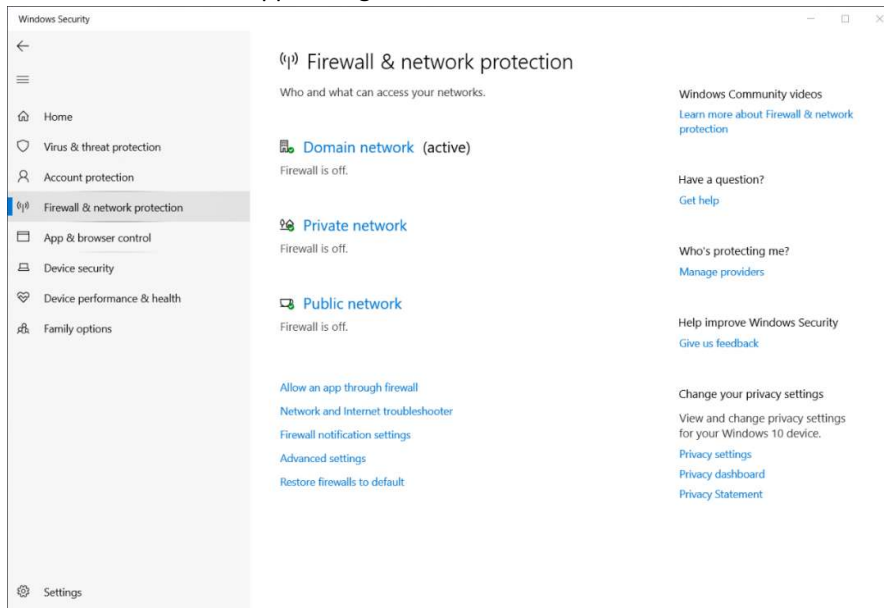 Windows Security
Home
Virus & threat protection
Account protection
Firewall & network protection
App & browser control
Device security
Device performance & health
Family options
Settings
Firewall & network protection
Who and what can access your networks.
Domain network (active)
Firewall is off.
Private network
Firewall is off.
Public network
Firewall is off.
Allow an app through firewall
Network and Internet troubleshooter
Firewall notification settings
Advanced settings
Restore firewalls to default
Windows Community videos
Learn more about Firewall & network
protection
Have a question?
Get help
Who's protecting me?
Manage providers
Help improve Windows Security
Give us feedback
Change your privacy settings
View and change privacy settings
for your Windows 10 device.
Privacy settings
Privacy dashboard
Privacy Statement